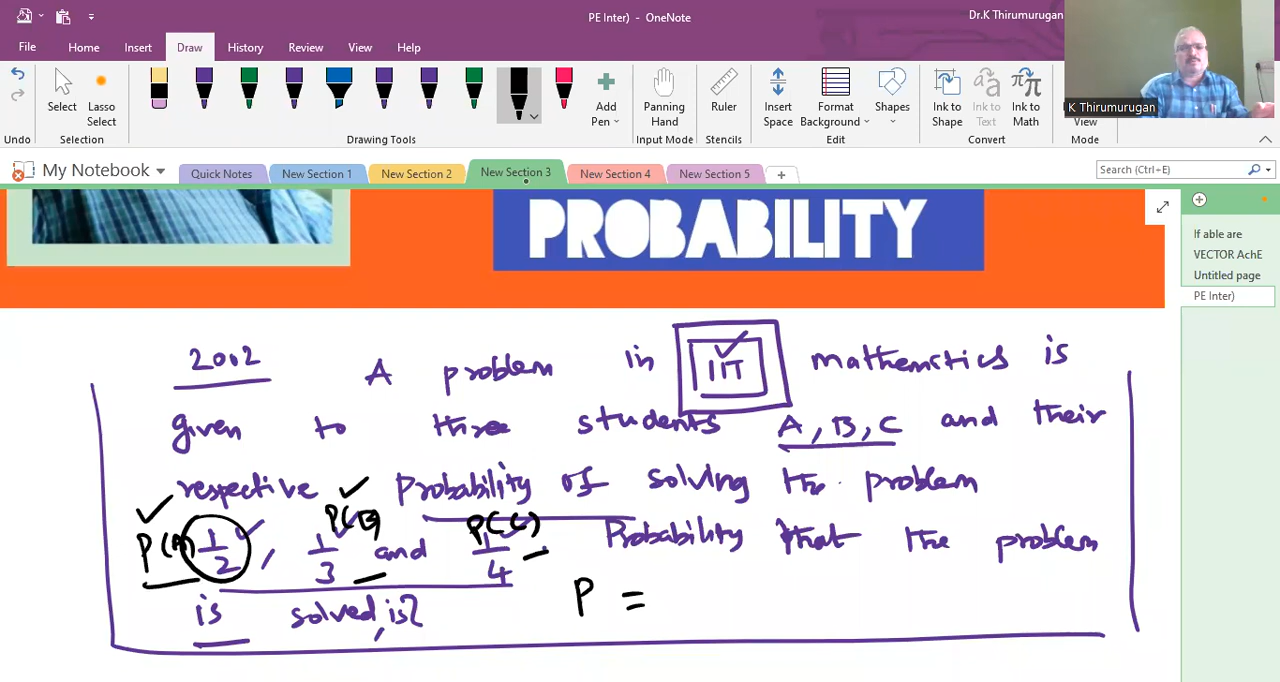 PE Inter) - OneNote
Dr.K Thirumurugan
File Home Insert Draw History Review View Help
Undo
Select
Lasso Select
Add Pen
Panning Hand
Ruler
Insert Space
Format Background
Shapes
Ink to Shape
Ink to Text
Ink to Math
View
K Thirumurugan
Selection Drawing Tools Input Mode Stencils Edit Convert Mode
My Notebook Quick Notes New Section 1 New Section 2 New Section 3 New Section 4 New Section 5 Search (Ctrl+E)
If able are
VECTOR AchE
Untitled page
PE Inter)
PROBABILITY
2002 A problem in IIT mathematics is
given to three students A, B, C and their
respective probability of solving the problem
P(A) 1/2, P(B) 1/3 and P(C) 1/4. Probability that the problem
is solved, is?
P =